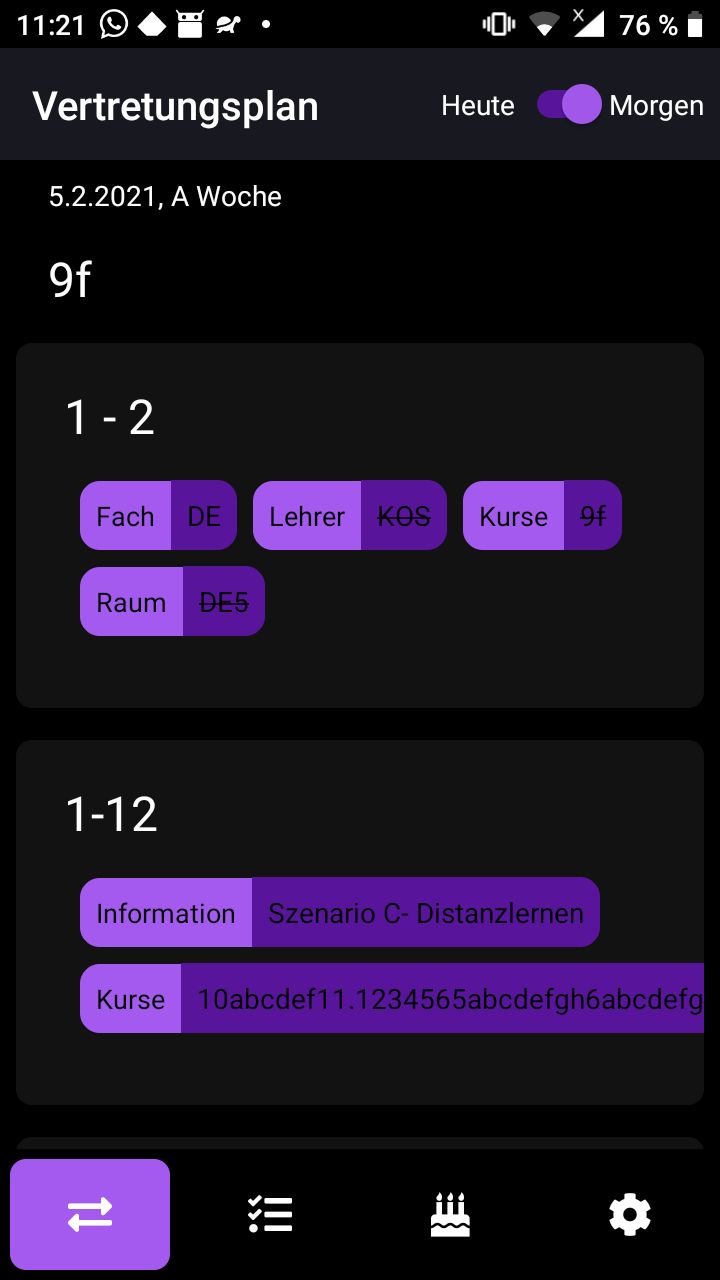 11:21 76 %
Vertretungsplan Heute Morgen
5.2.2021, A Woche
9f
1 - 2
Fach DE Lehrer KOS Kurse 9f
Raum DE5
1-12
Information Szenario C- Distanzlernen
Kurse 10abcdef11.1234565abcdefgh6abcdefg